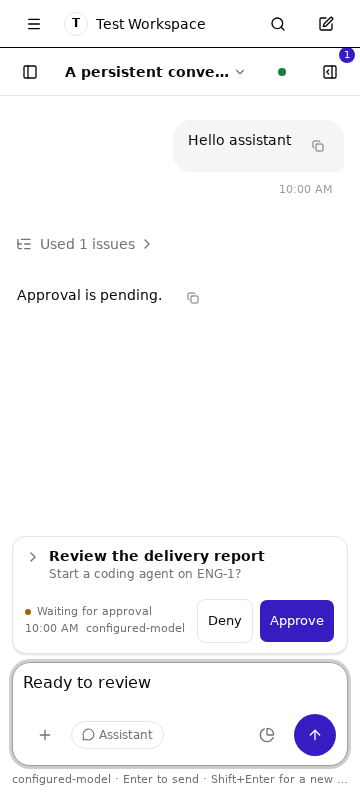 T Test Workspace
A persistent conve...
1
Hello assistant
10:00 AM
Used 1 issues
Approval is pending.
Review the delivery report
Start a coding agent on ENG-1?
Waiting for approval
10:00 AM configured-model
Deny
Approve
Ready to review
Assistant
configured-model · Enter to send · Shift+Enter for a new ...